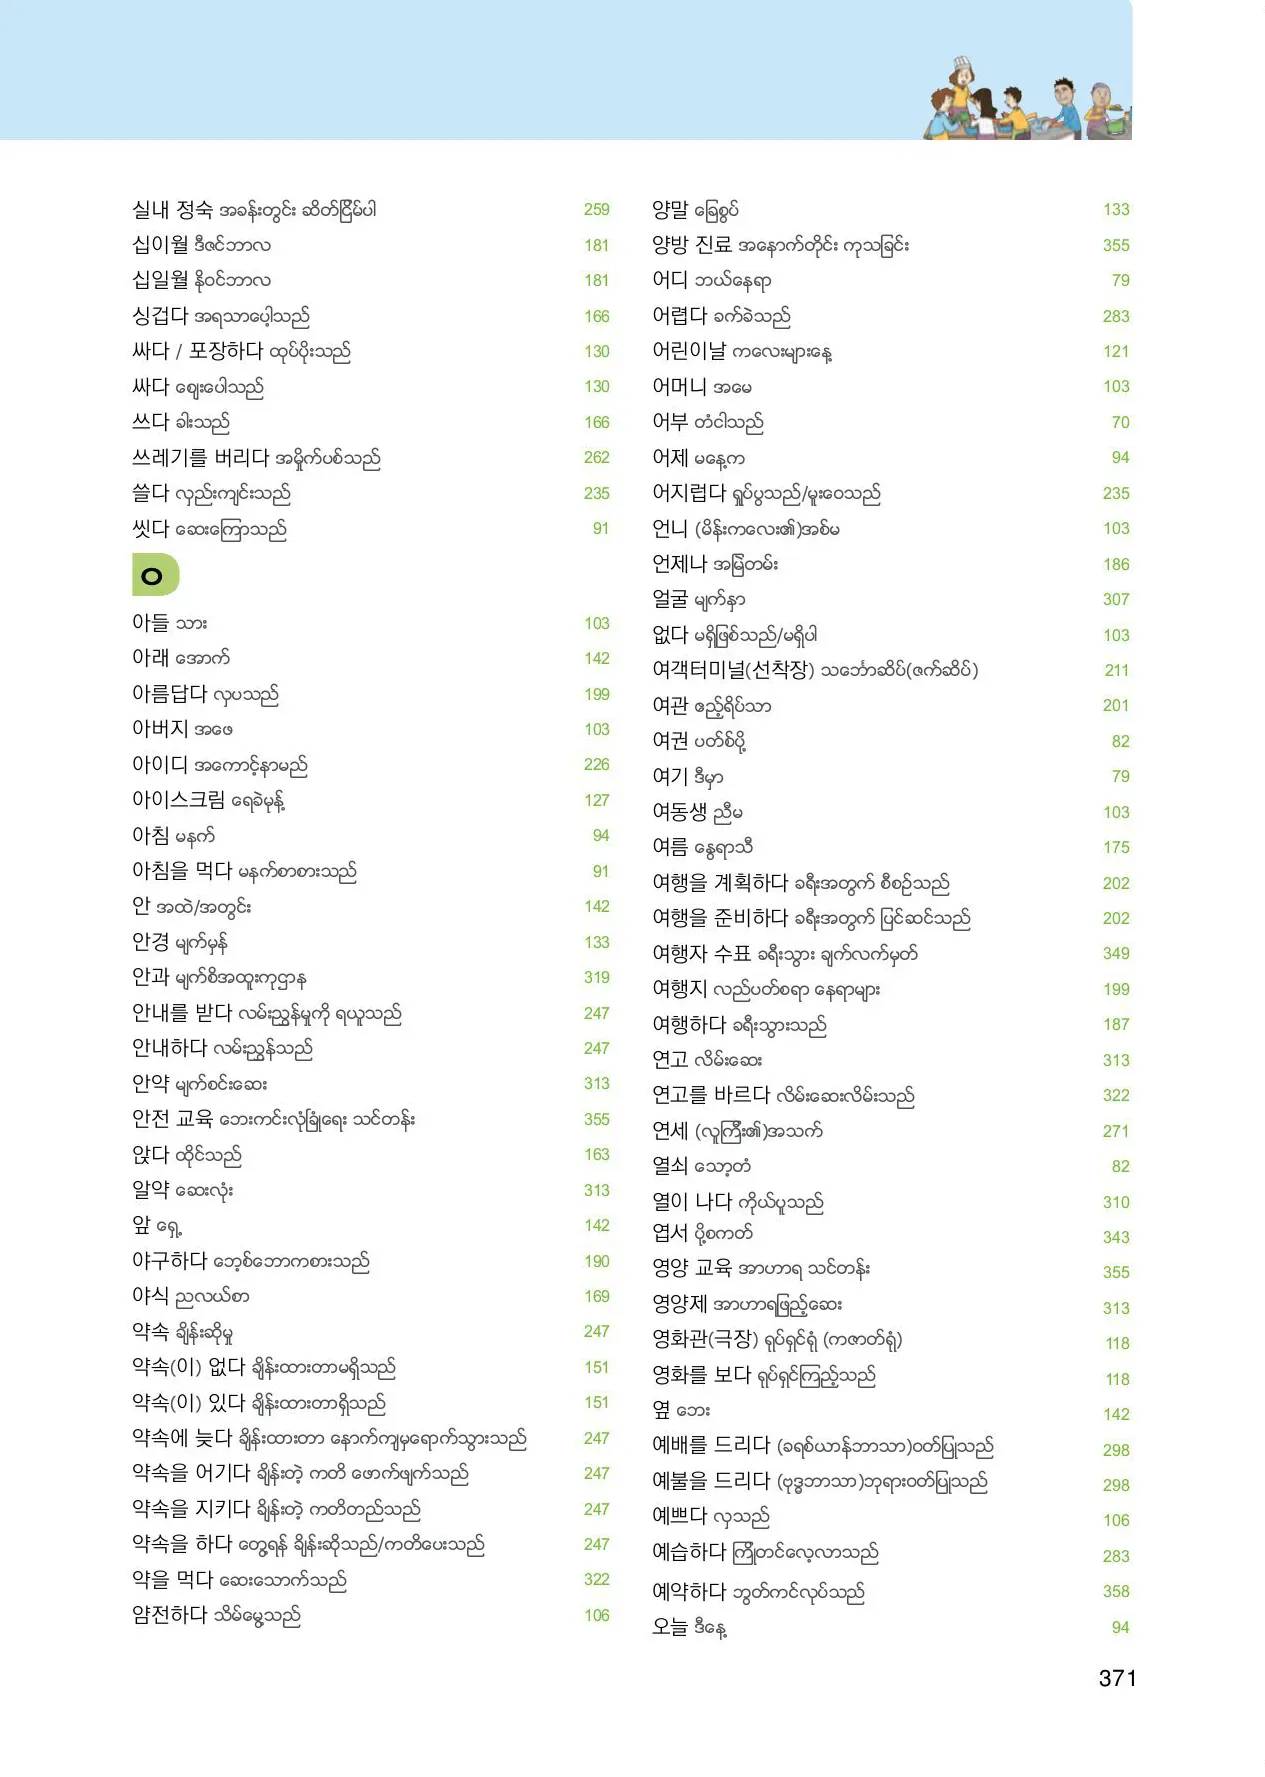 실내 정숙 အခန်းတွင်း ဆိတ်ငြိမ်ပါ 259
십이월 ဒီဇင်ဘာလ 181
십일월 နိုဝင်ဘာလ 181
싱겁다 အရသာပေါ့သည် 166
싸다 / 포장하다 ထုပ်ပိုးသည် 130
싸다 ဈေးပေါသည် 130
쓰다 ခါးသည် 166
쓰레기를 버리다 အမှိုက်ပစ်သည် 262
쓸다 လှည်းကျင်းသည် 235
씻다 ဆေးကြောသည် 91
ㅇ
아들 သား 103
아래 အောက် 142
아름답다 လှပသည် 199
아버지 အဖေ 103
아이디 အကောင့်နာမည် 226
아이스크림 ရေခဲမုန့် 127
아침 မနက် 94
아침을 먹다 မနက်စာစားသည် 91
안 အထဲ/အတွင်း 142
안경 မျက်မှန် 133
안과 မျက်စိအထူးကုဌာန 319
안내를 받다 လမ်းညွှန်မှုကို ရယူသည် 247
안내하다 လမ်းညွှန်သည် 247
안약 မျက်စင်းဆေး 313
안전 교육 ဘေးကင်းလုံခြုံရေး သင်တန်း 355
앉다 ထိုင်သည် 163
알약 ဆေးလုံး 313
앞 ရှေ့ 142
야구하다 ဘေ့စ်ဘောကစားသည် 190
야식 ညလယ်စာ 169
약속 ချိန်းဆိုမှု 247
약속(이) 없다 ချိန်းထားတာမရှိသည် 151
약속(이) 있다 ချိန်းထားတာရှိသည် 151
약속에 늦다 ချိန်းထားတာ နောက်ကျမှရောက်သွားသည် 247
약속을 어기다 ချိန်းတဲ့ ကတိ ဖောက်ဖျက်သည် 247
약속을 지키다 ချိန်းတဲ့ ကတိတည်သည် 247
약속을 하다 တွေ့ရန် ချိန်းဆိုသည်/ကတိပေးသည် 247
약을 먹다 ဆေးသောက်သည် 322
얌전하다 သိမ်မွေ့သည် 106
양말 ခြေစွပ် 133
양방 진료 အနောက်တိုင်း ကုသခြင်း 355
어디 ဘယ်နေရာ 79
어렵다 ခက်ခဲသည် 283
어린이날 ကလေးများနေ့ 121
어머니 အမေ 103
어부 တံငါသည် 70
어제 မနေ့က 94
어지럽다 ရှုပ်ပွသည်/မူးဝေသည် 235
언니 (မိန်းကလေး၏)အစ်မ 103
언제나 အမြဲတမ်း 186
얼굴 မျက်နှာ 307
없다 မရှိဖြစ်သည်/မရှိပါ 103
여객터미널(선착장) သင်္ဘောဆိပ်(ဇက်ဆိပ်) 211
여관 ဧည့်ရိပ်သာ 201
여권 ပတ်စ်ပို့ 82
여기 ဒီမှာ 79
여동생 ညီမ 103
여름 နွေရာသီ 175
여행을 계획하다 ခရီးအတွက် စီစဉ်သည် 202
여행을 준비하다 ခရီးအတွက် ပြင်ဆင်သည် 202
여행자 수표 ခရီးသွား ချက်လက်မှတ် 349
여행지 လည်ပတ်စရာ နေရာများ 199
여행하다 ခရီးသွားသည် 187
연고 လိမ်းဆေး 313
연고를 바르다 လိမ်းဆေးလိမ်းသည် 322
연세 (လူကြီး၏)အသက် 271
열쇠 သော့တံ 82
열이 나다 ကိုယ်ပူသည် 310
엽서 ပို့စကတ် 343
영양 교육 အာဟာရ သင်တန်း 355
영양제 အာဟာရဖြည့်ဆေး 313
영화관(극장) ရုပ်ရှင်ရုံ (ကဇာတ်ရုံ) 118
영화를 보다 ရုပ်ရှင်ကြည့်သည် 118
옆 ဘေး 142
예배를 드리다 (ခရစ်ယာန်ဘာသာ)ဝတ်ပြုသည် 298
예불을 드리다 (ဗုဒ္ဓဘာသာ)ဘုရားဝတ်ပြုသည် 298
예쁘다 လှသည် 106
예습하다 ကြိုတင်လေ့လာသည် 283
예약하다 ဘွတ်ကင်လုပ်သည် 358
오늘 ဒီနေ့ 94
371